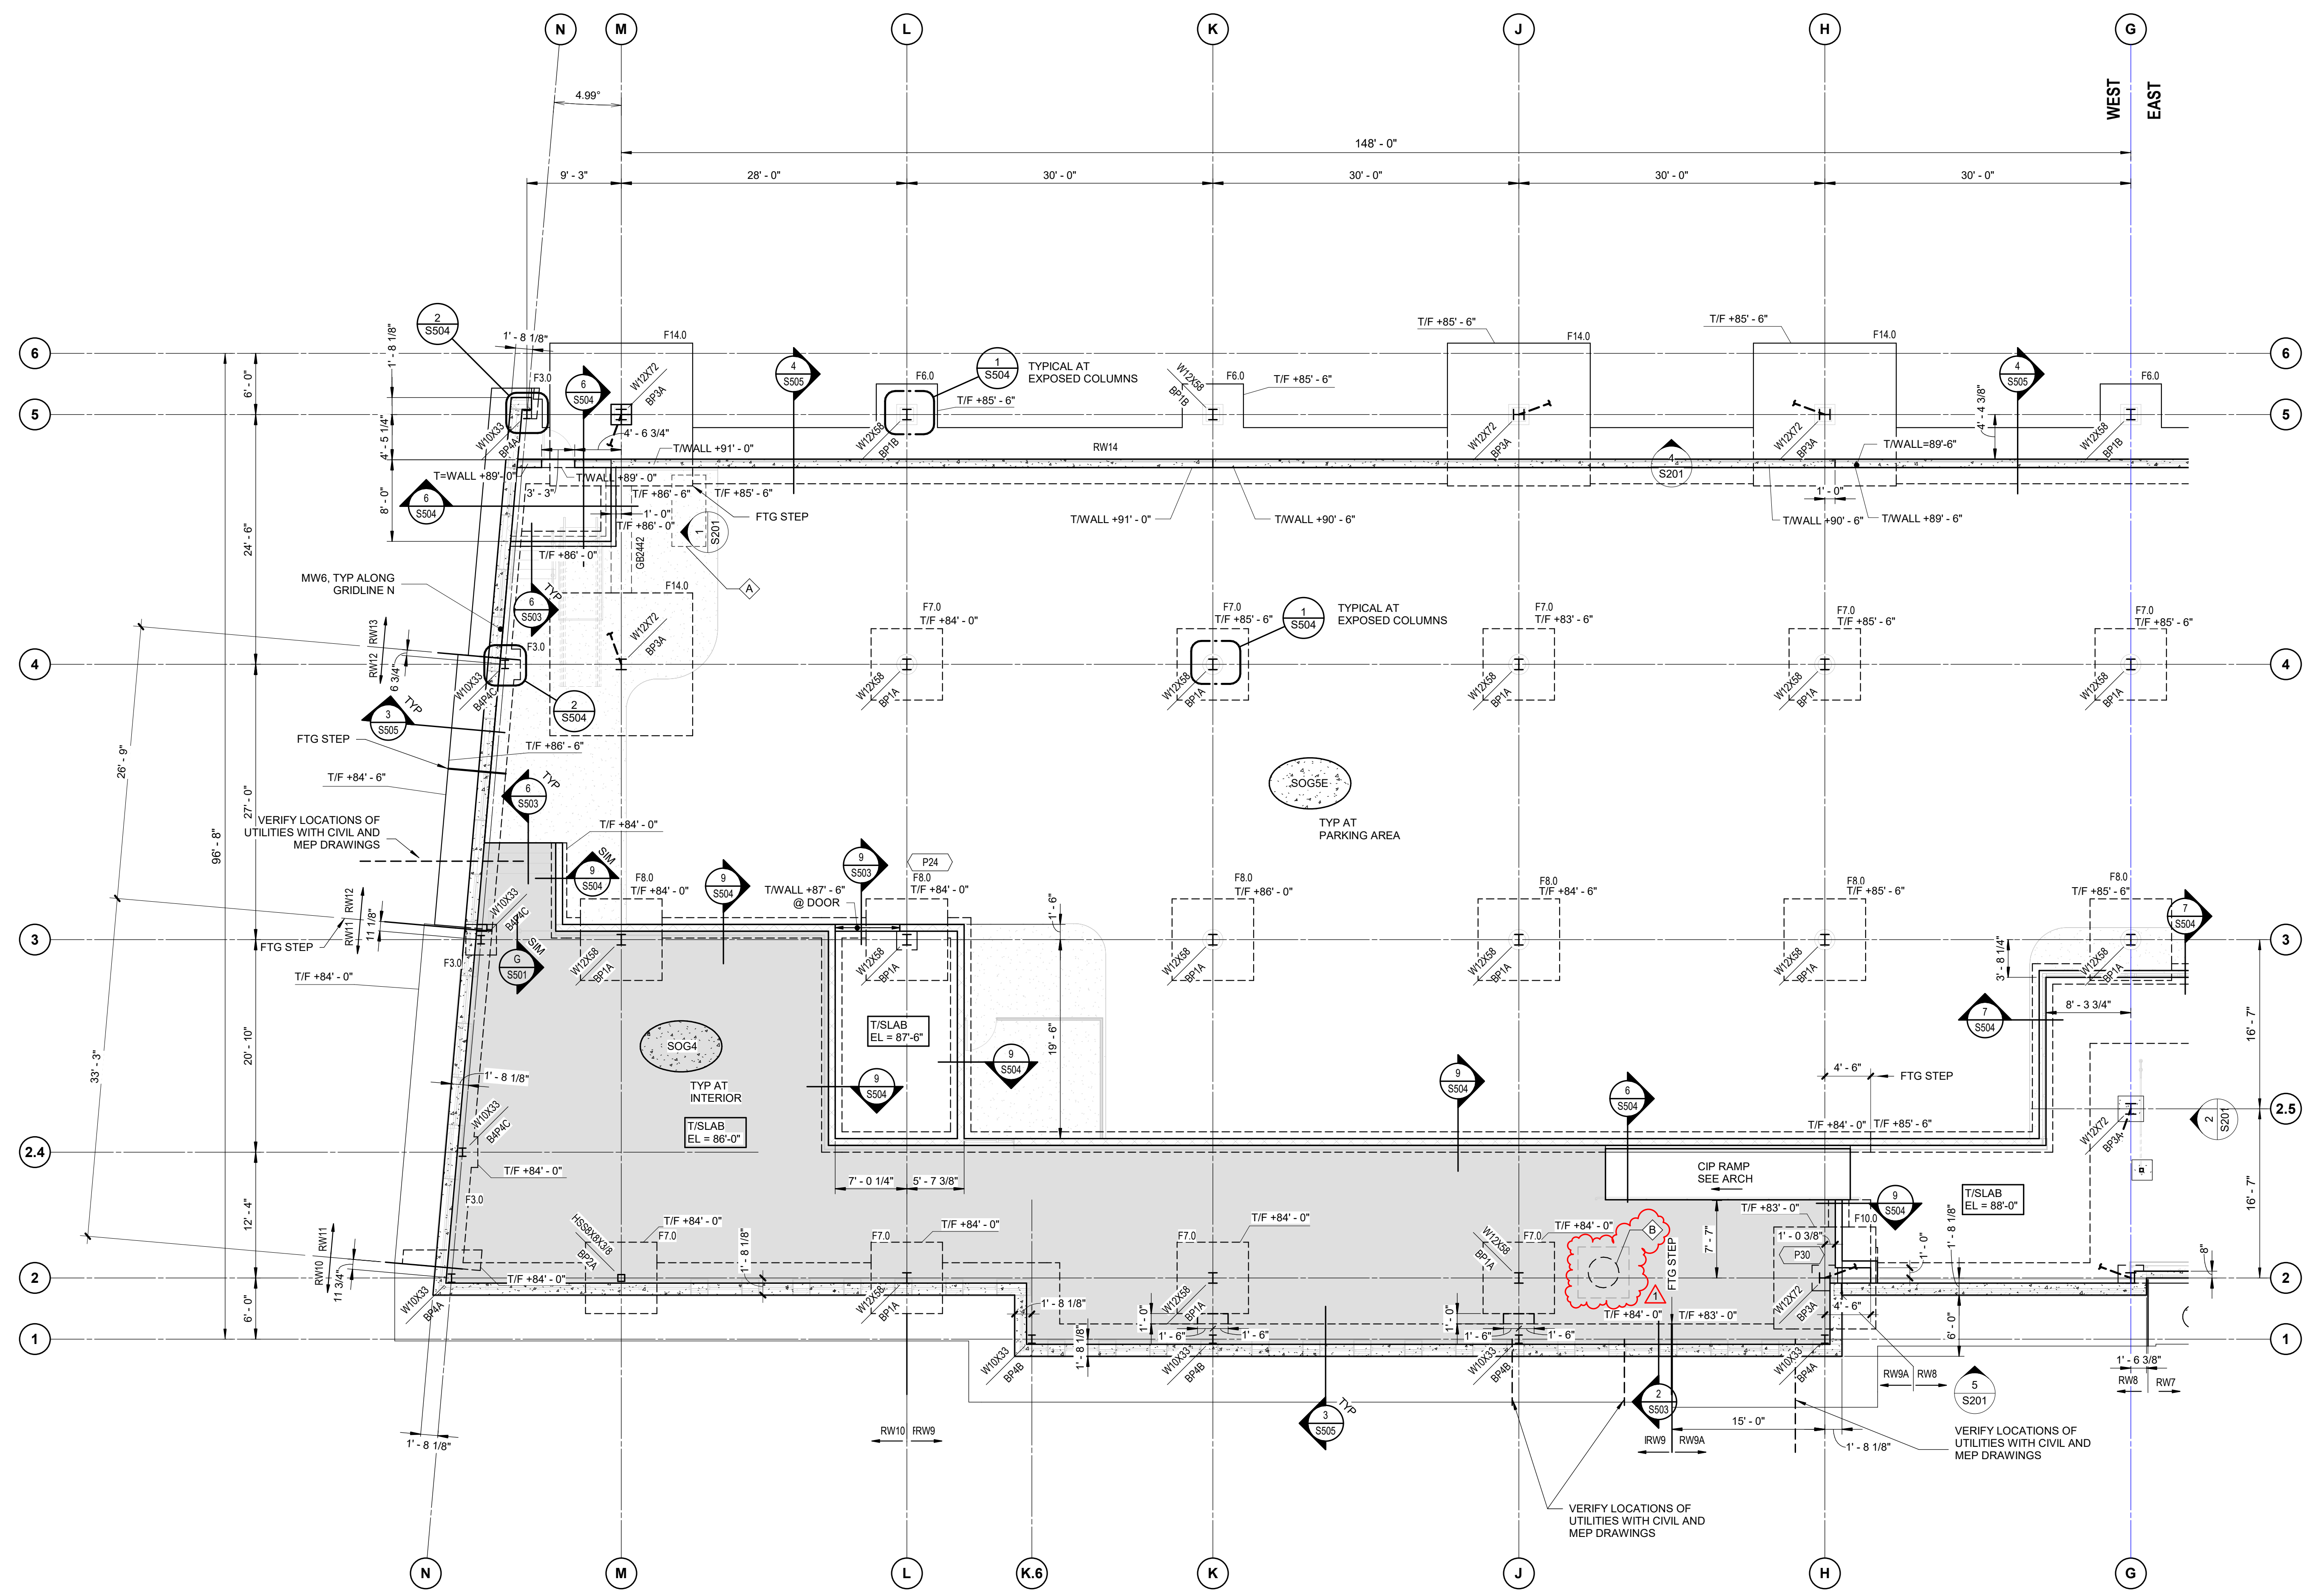 N
M
L
K
J
H
G
WEST
EAST
4.99°
148' - 0"
9' - 3"
28' - 0"
30' - 0"
30' - 0"
30' - 0"
30' - 0"
6
6
1' - 8 1/8"
1' - 8 1/8"
6' - 0"
2
S504
F3.0
F14.0
6
S504
W12X72
BP3A
4
S505
F6.0
1
S504
TYPICAL AT
EXPOSED COLUMNS
T/F +85' - 6"
W12X58
BP1B
F6.0
T/F +85' - 6"
T/F +85' - 6"
F14.0
T/F +85' - 6"
F14.0
4
S505
4' - 4 3/8"
F6.0
5
5
W10X33
BP4A
4' - 6 3/4"
4' - 5 1/4"
W12X58
BP1B
W12X72
BP3A
W12X72
BP3A
W12X58
BP1B
T/WALL +91' - 0"
RW14
4
S201
T/WALL=89'-6"
T=WALL +89'- 0"
T/WALL +89' - 0"
8' - 0"
3' - 3"
T/F +86' - 6"
T/F +85' - 6"
6
S504
1' - 0"
T/F +86' - 0"
FTG STEP
1
S201
GB2442
T/WALL +91' - 0"
T/WALL +90' - 6"
1' - 0"
T/WALL +90' - 6"
T/WALL +89' - 6"
24' - 6"
T/F +86' - 0"
A
MW6, TYP ALONG
GRIDLINE N
6
S503
TYP
F14.0
W12X72
BP3A
F7.0
T/F +84' - 0"
F7.0
T/F +85' - 6"
1
S504
TYPICAL AT
EXPOSED COLUMNS
F7.0
T/F +83' - 6"
F7.0
T/F +85' - 6"
F7.0
T/F +85' - 6"
RW13
RW12
F3.0
4
4
6 3/4"
W10X33
B4P4C
W12X58
BP1A
W12X58
BP1A
W12X58
BP1A
W12X58
BP1A
W12X58
BP1A
2
S504
3
S505
TYP
FTG STEP
T/F +86' - 6"
26' - 9"
T/F +84' - 6"
6
S503
TYP
27' - 0"
SOG5E
TYP AT
PARKING AREA
VERIFY LOCATIONS OF
UTILITIES WITH CIVIL AND
MEP DRAWINGS
T/F +84' - 0"
96' - 8"
9
S504
SIM
9
S504
9
S503
P24
F8.0
T/F +84' - 0"
T/WALL +87' - 6"
@ DOOR
F8.0
T/F +84' - 0"
F8.0
T/F +86' - 0"
F8.0
T/F +84' - 6"
F8.0
T/F +85' - 6"
F8.0
T/F +85' - 6"
RW12
RW11
11 1/8"
W10X33
B4P4C
1' - 6"
7
S504
3
3
FTG STEP
SIM
G
S501
F3.0
T/F +84' - 0"
W12X58
BP1A
W12X58
BP1A
W12X58
BP1A
W12X58
BP1A
W12X58
BP1A
W12X58
BP1A
3' - 8 1/4"
8' - 3 3/4"
7
S504
20' - 10"
SOG4
TYP AT
INTERIOR
T/SLAB
EL = 87'-6"
T/SLAB
EL = 86'-0"
9
S504
9
S504
19' - 6"
9
S504
6
S504
4' - 6"
FTG STEP
16' - 7"
33' - 3"
1' - 8 1/8"
W10X33
B4P4C
2.5
2
S201
W12X72
BP3A
T/F +84' - 0"
T/F +85' - 6"
2.4
T/F +84' - 0"
F3.0
7' - 0 1/4"
5' - 7 3/8"
CIP RAMP
SEE ARCH
T/SLAB
EL = 88'-0"
9
S504
16' - 7"
12' - 4"
HSS8X8X3/8
BP2A
T/F +84' - 0"
F7.0
T/F +84' - 0"
F7.0
T/F +84' - 0"
F7.0
W12X58
BP1A
T/F +84' - 0"
F7.0
B
7' - 7"
T/F +83' - 0"
F10.0
1' - 0 3/8"
P30
1' - 0"
1' - 8 1/8"
RW11
RW10
11 3/4"
1' - 8 1/8"
FTG STEP
1
8"
2
2
T/F +84' - 0"
W10X33
BP4A
W12X58
BP1A
1' - 8 1/8"
W12X58
BP1A
1' - 0"
1' - 0"
T/F +84' - 0"
T/F +83' - 0"
W12X72
BP3A
4' - 6"
6' - 0"
6' - 0"
1
1
1' - 6"
1' - 6"
1' - 6"
1' - 6"
1' - 8 1/8"
W10X33
BP4B
W10X33
BP4B
W10X33
BP4B
W10X33
BP4A
1' - 6 3/8"
RW8
RW7
RW9A
RW8
5
S201
3
S505
TYP
2
S503
15' - 0"
1' - 8 1/8"
1' - 8 1/8"
RW10
RW9
RW9
RW9A
VERIFY LOCATIONS OF
UTILITIES WITH CIVIL AND
MEP DRAWINGS
VERIFY LOCATIONS OF
UTILITIES WITH CIVIL AND
MEP DRAWINGS
N
M
L
K.6
K
J
H
G